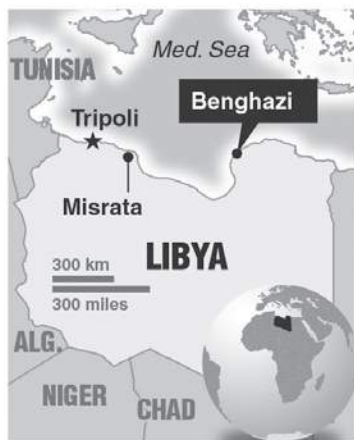 Med. Sea
TUNISIA
Benghazi
Tripoli
Misrata
300 km
LIBYA
300 miles
ALG.
NIGER
CHAD